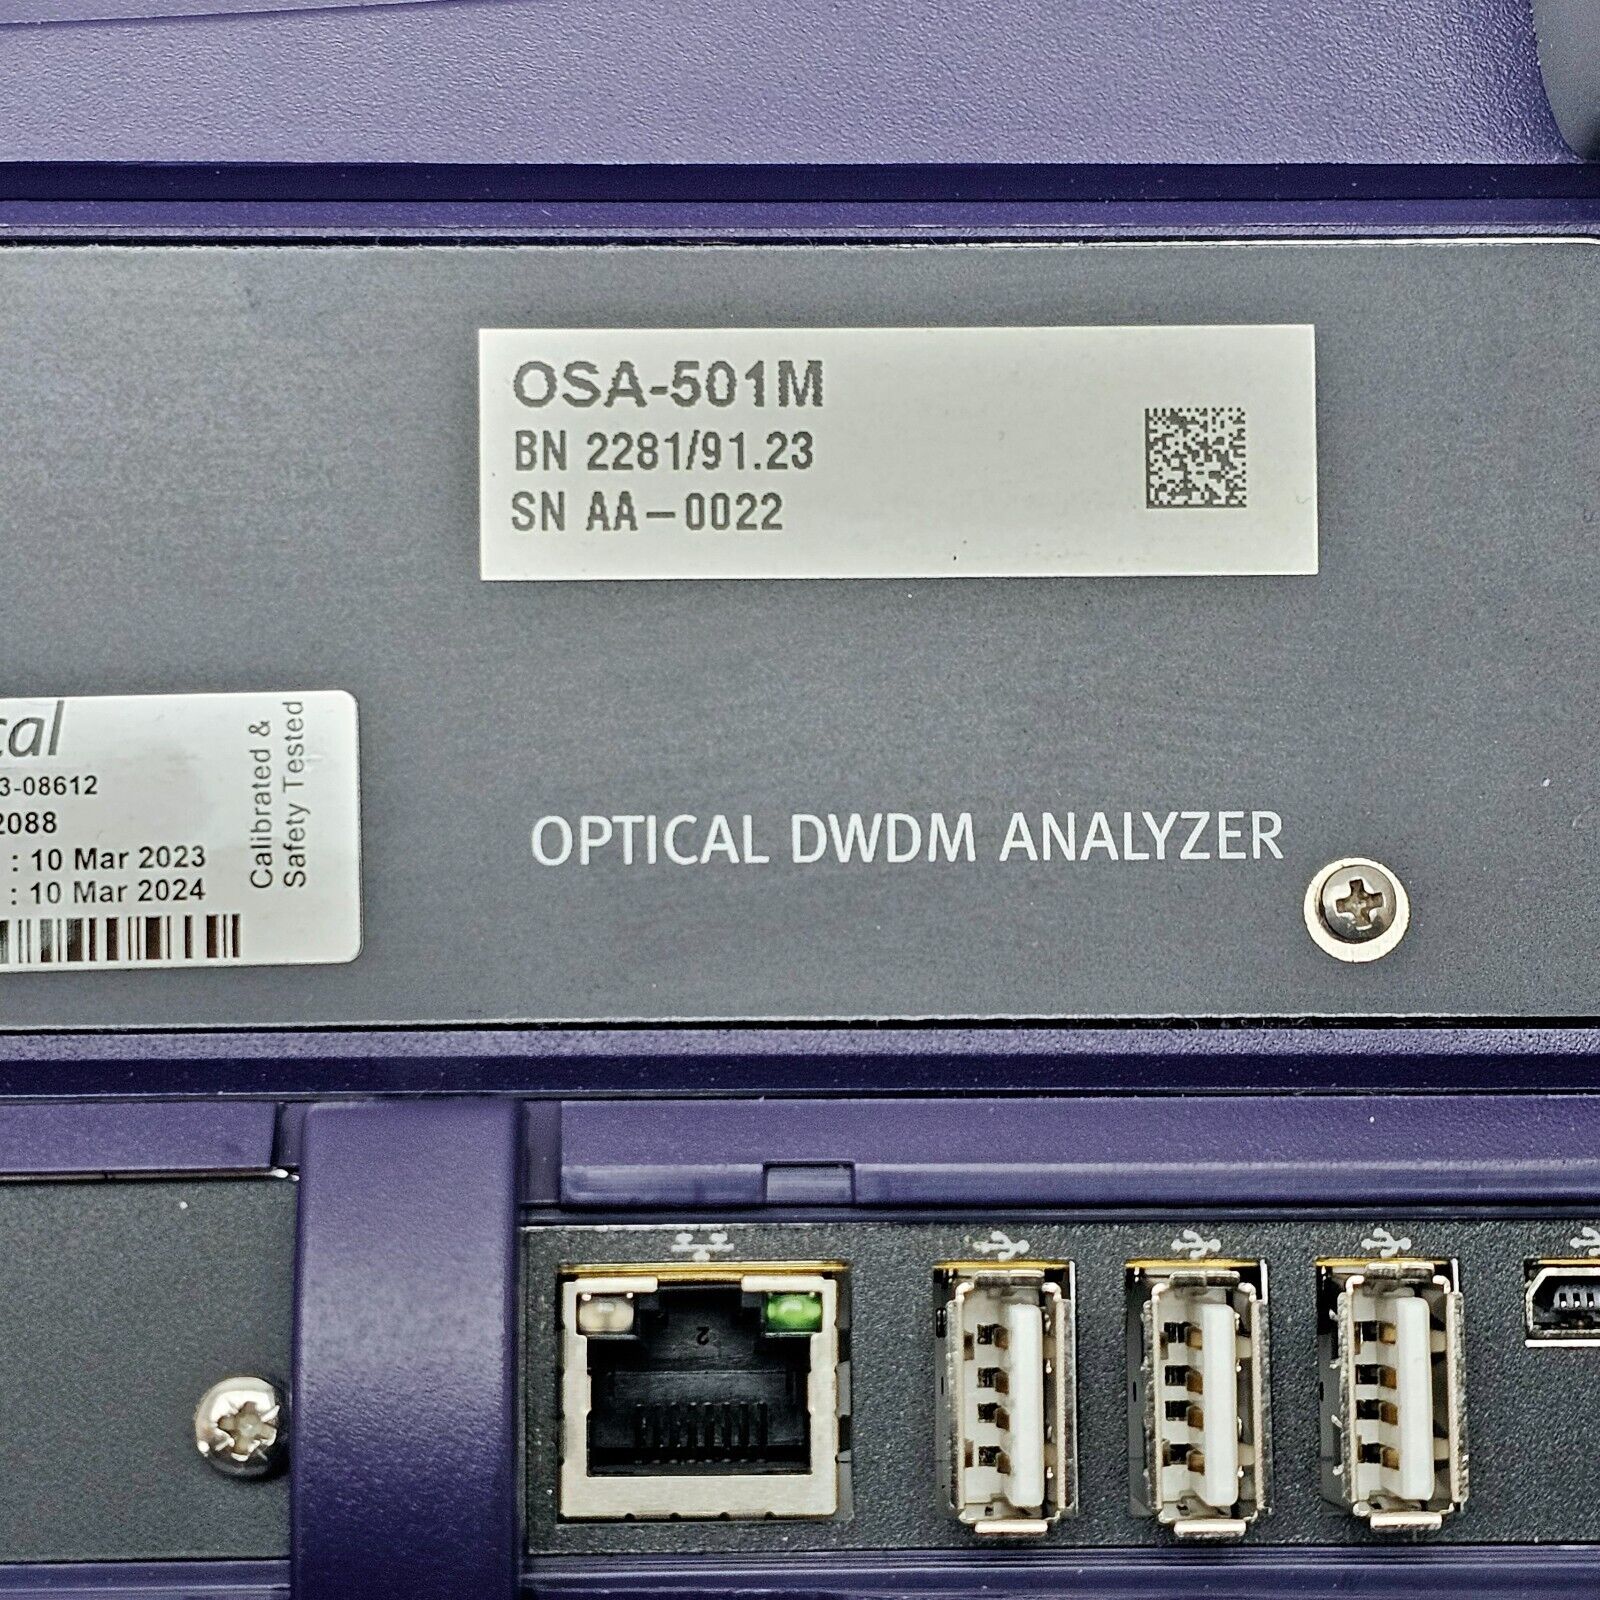 OSA-501M
BN 2281/91.23
SN AA-0022
cal
3-08612
2088
: 10 Mar 2023
: 10 Mar 2024
Calibrated &
Safety Tested
OPTICAL DWDM ANALYZER
2